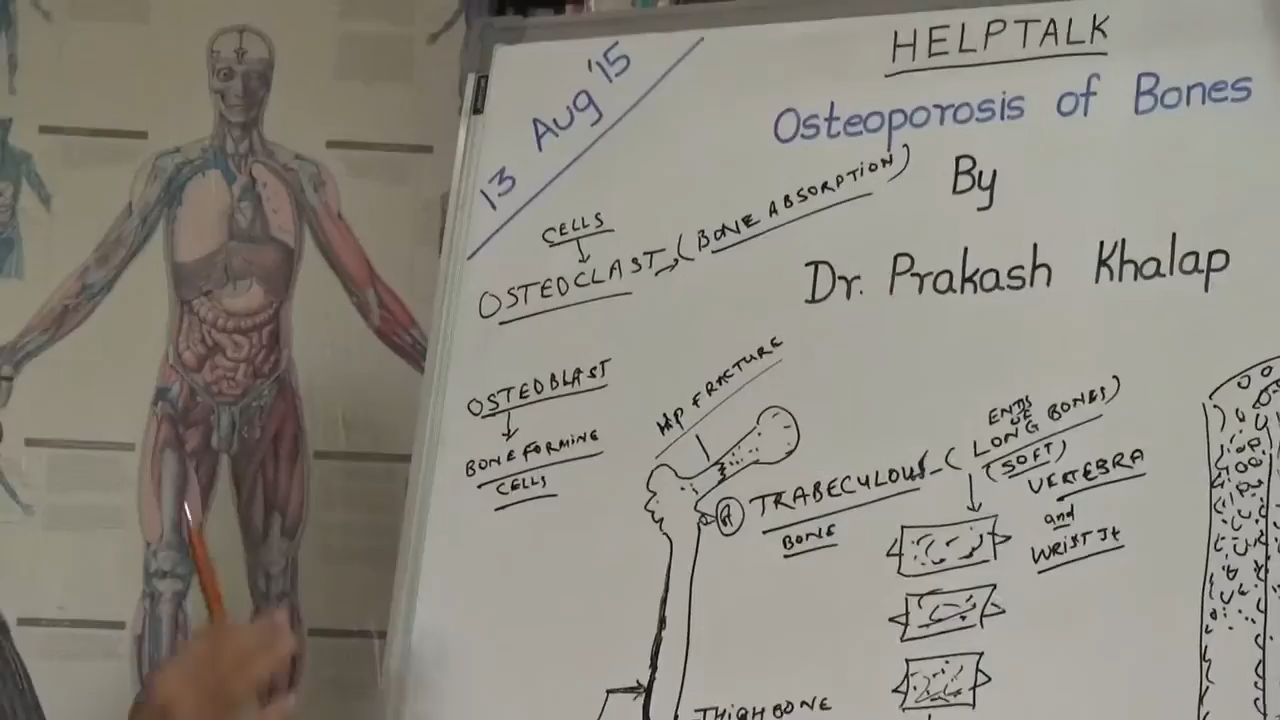 HELPTALK
13 Aug '15
Osteoporosis of Bones
By
Dr. Prakash Khalap
CELLS
OSTEOCLAST → (BONE ABSORPTION)
OSTEOBLAST
BONE FORMING
CELLS
HIP FRACTURE
A TRABECULOUS - (ENDS OF LONG BONES)
BONE
(SOFT)
VERTEBRA
and
WRIST Jt
THIGH BONE